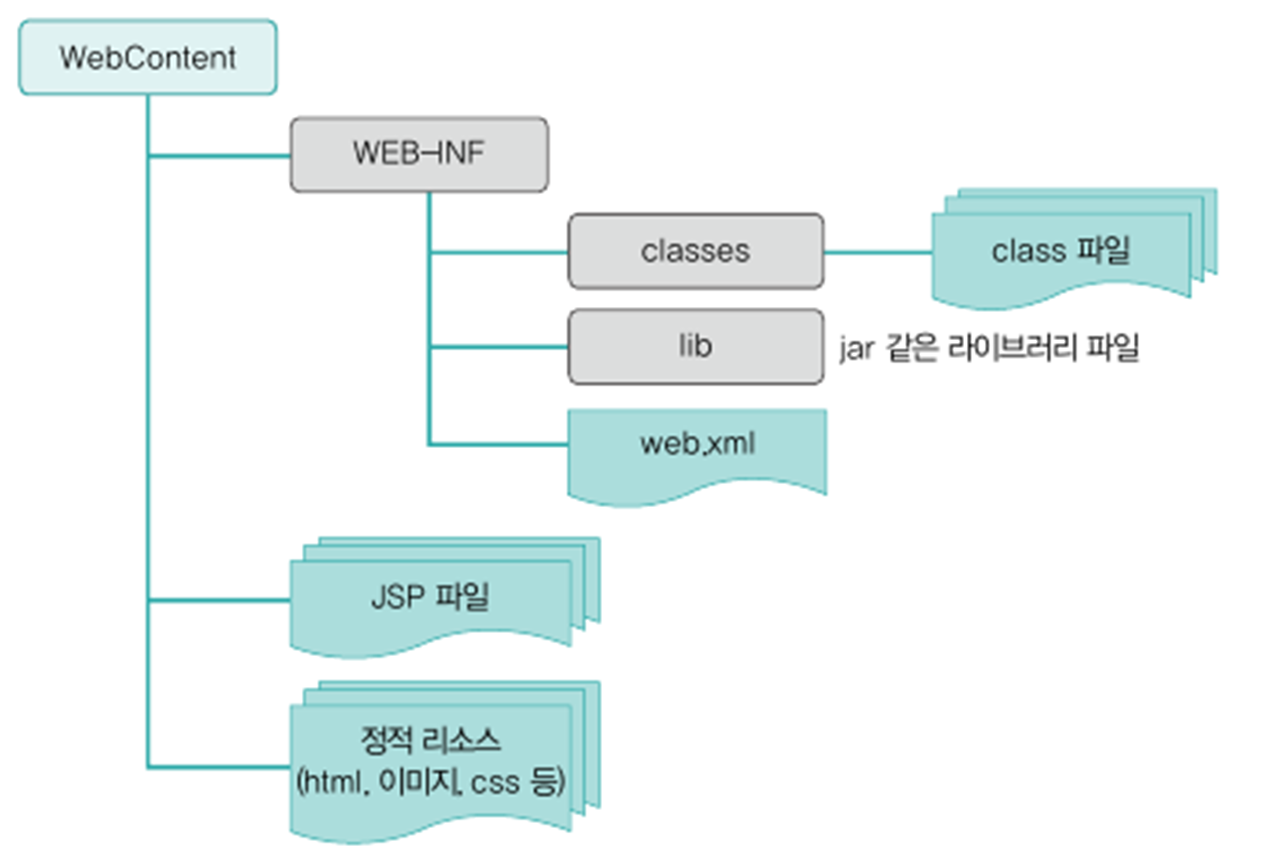 WebContent
WEB-INF
classes
class 파일
lib
jar 같은 라이브러리 파일
web.xml
JSP 파일
정적 리소스
(html, 이미지, css 등)